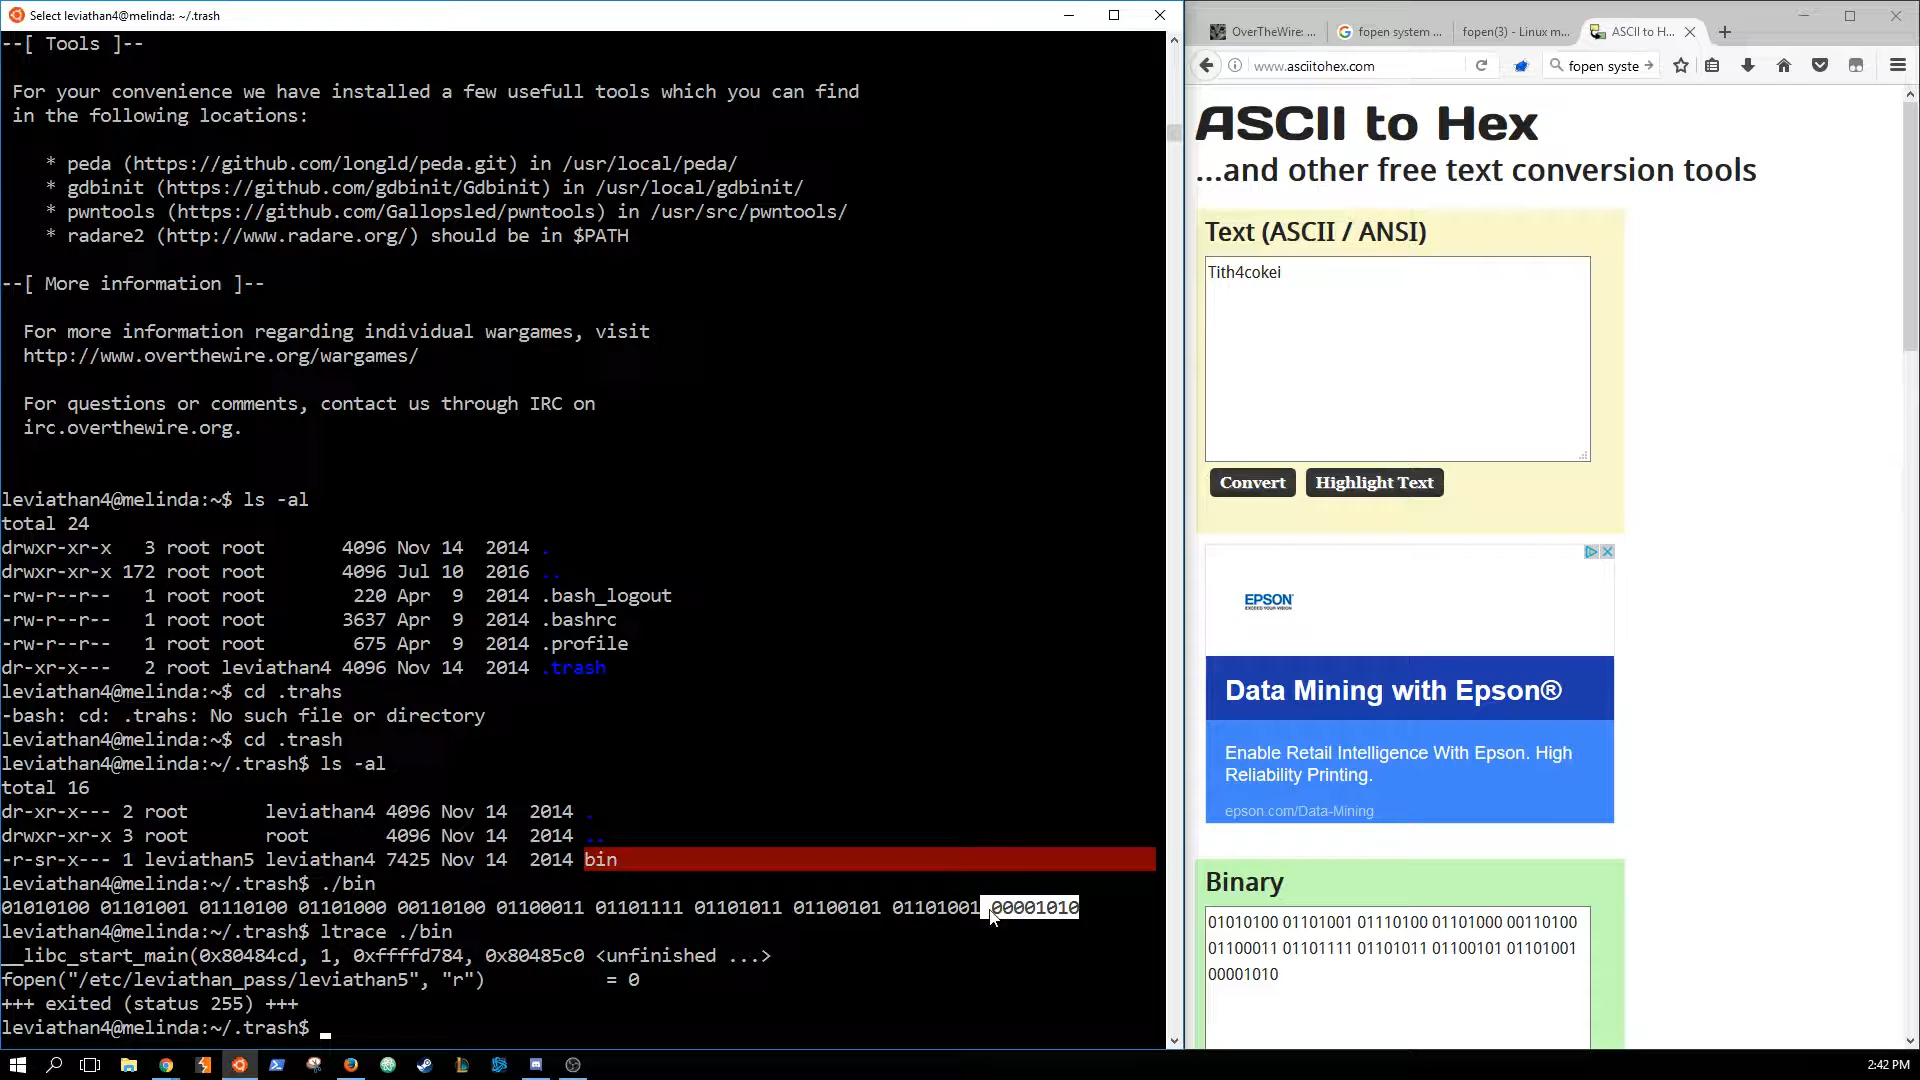 Select leviathan4@melinda: ~/.trash
--[ Tools ]--
For your convenience we have installed a few usefull tools which you can find
in the following locations:
* peda (https://github.com/longld/peda.git) in /usr/local/peda/
* gdbinit (https://github.com/gdbinit/Gdbinit) in /usr/local/gdbinit/
* pwntools (https://github.com/Gallopsled/pwntools) in /usr/src/pwntools/
* radare2 (http://www.radare.org/) should be in $PATH
--[ More information ]--
For more information regarding individual wargames, visit
http://www.overthewire.org/wargames/
For questions or comments, contact us through IRC on
irc.overthewire.org.
leviathan4@melinda:~$ ls -al
total 24
drwxr-xr-x   3 root root       4096 Nov 14  2014 .
drwxr-xr-x 172 root root       4096 Jul 10  2016 ..
-rw-r--r--   1 root root        220 Apr  9  2014 .bash_logout
-rw-r--r--   1 root root       3637 Apr  9  2014 .bashrc
-rw-r--r--   1 root root        675 Apr  9  2014 .profile
dr-xr-x---   2 root leviathan4 4096 Nov 14  2014 .trash
leviathan4@melinda:~$ cd .trahs
-bash: cd: .trahs: No such file or directory
leviathan4@melinda:~$ cd .trash
leviathan4@melinda:~/.trash$ ls -al
total 16
dr-xr-x--- 2 root       leviathan4 4096 Nov 14  2014 .
drwxr-xr-x 3 root       root       4096 Nov 14  2014 ..
-r-sr-x--- 1 leviathan5 leviathan4 7425 Nov 14  2014 bin
leviathan4@melinda:~/.trash$ ./bin
01010100 01101001 01110100 01101000 00110100 01100011 01101111 01101011 01100101 01101001 00001010
leviathan4@melinda:~/.trash$ ltrace ./bin
__libc_start_main(0x80484cd, 1, 0xffffd784, 0x80485c0 <unfinished ...>
fopen("/etc/leviathan_pass/leviathan5", "r")           = 0
+++ exited (status 255) +++
leviathan4@melinda:~/.trash$
OverTheWire: ...
fopen system ...
fopen(3) - Linux m...
ASCII to H...
www.asciitohex.com
fopen syste
ASCII to Hex
...and other free text conversion tools
Text (ASCII / ANSI)
Tith4cokei
Convert
Highlight Text
EPSON
EXCEED YOUR VISION
Data Mining with Epson®
Enable Retail Intelligence With Epson. High
Reliability Printing.
epson.com/Data-Mining
Binary
01010100 01101001 01110100 01101000 00110100
01100011 01101111 01101011 01100101 01101001
00001010
2:42 PM